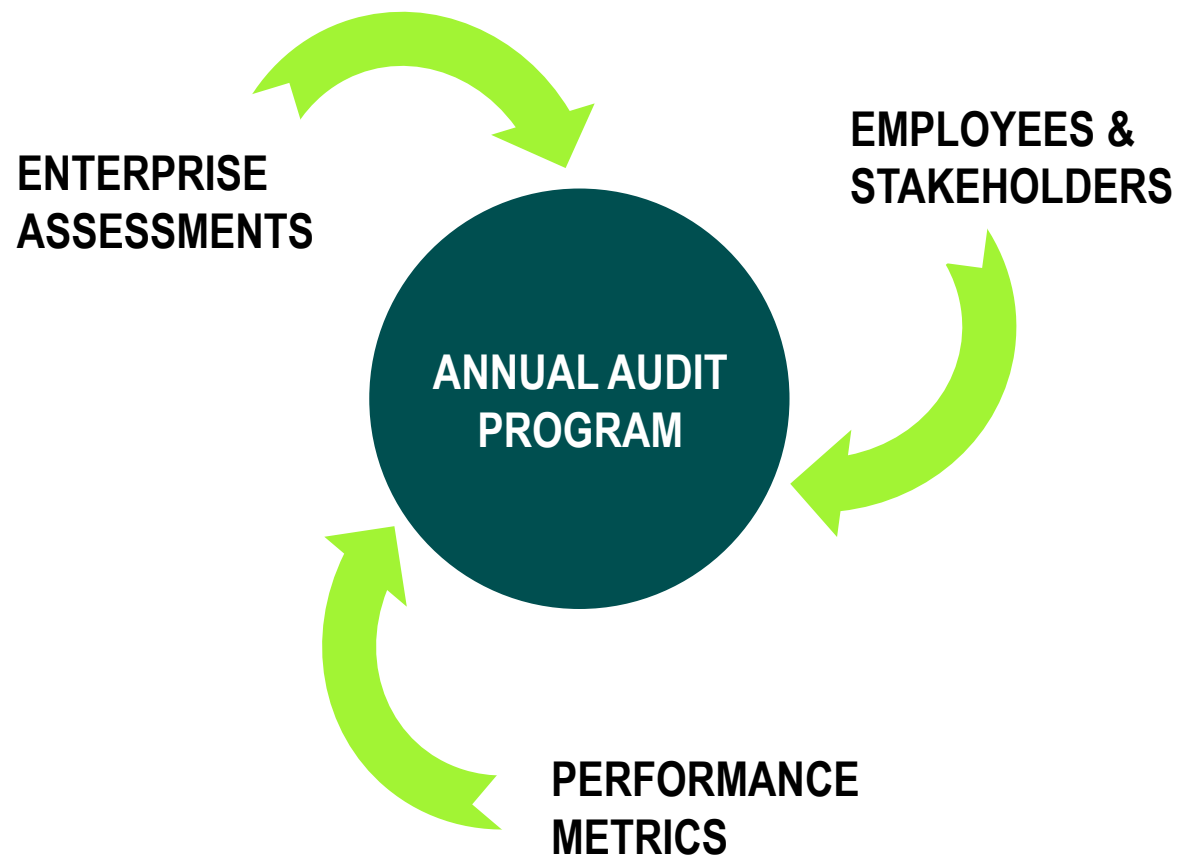 ENTERPRISE
ASSESSMENTS
EMPLOYEES &
STAKEHOLDERS
ANNUAL AUDIT
PROGRAM
PERFORMANCE
METRICS